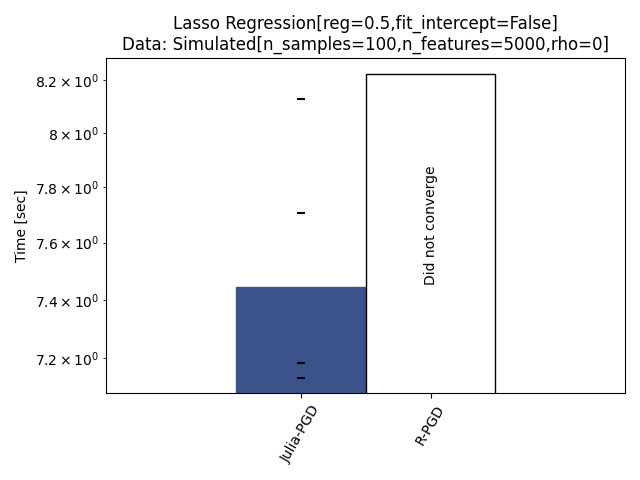 Lasso Regression[reg=0.5,fit_intercept=False]
Data: Simulated[n_samples=100,n_features=5000,rho=0]
Time [sec]
8.2 × 10⁰
8 × 10⁰
7.8 × 10⁰
7.6 × 10⁰
7.4 × 10⁰
7.2 × 10⁰
Did not converge
Julia-PGD
R-PGD